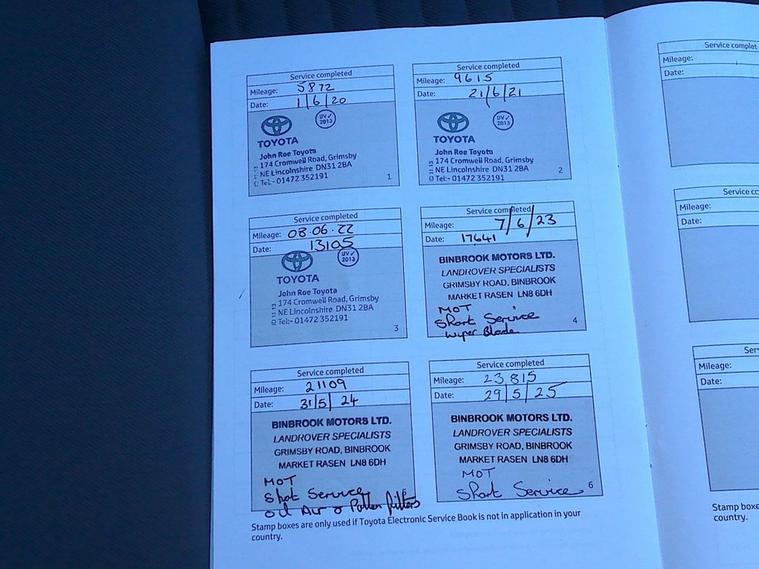 Service completed
Mileage: 5872
Date: 1/6/20
UV✓
2013
TOYOTA
John Roe Toyota
174 Cromwell Road, Grimsby
NE Lincolnshire DN31 2BA
Tel:- 01472 352191
1
Service completed
Mileage: 9615
Date: 21/6/21
UV✓
2013
TOYOTA
John Roe Toyota
174 Cromwell Road, Grimsby
NE Lincolnshire DN31 2BA
Tel:- 01472 352191
2
Service completed
Mileage: 08.06.22
Date: 13105
UV✓
2013
TOYOTA
John Roe Toyota
174 Cromwell Road, Grimsby
NE Lincolnshire DN31 2BA
Tel:- 01472 352191
3
Service completed
Mileage: 7/6/23
Date: 17641
BINBROOK MOTORS LTD.
LANDROVER SPECIALISTS
GRIMSBY ROAD, BINBROOK
MARKET RASEN LN8 6DH
MOT
Short Service
Wiper Blade
4
Service completed
Mileage: 21109
Date: 31/5/24
BINBROOK MOTORS LTD.
LANDROVER SPECIALISTS
GRIMSBY ROAD, BINBROOK
MARKET RASEN LN8 6DH
MOT
Shot Service
Oil Air & Pollen filters
Service completed
Mileage: 23815
Date: 29/5/25
BINBROOK MOTORS LTD.
LANDROVER SPECIALISTS
GRIMSBY ROAD, BINBROOK
MARKET RASEN LN8 6DH
MOT
Short Service
6
Stamp boxes are only used if Toyota Electronic Service Book is not in application in your
country.
Service complet
Mileage:
Date:
Service co
Mileage:
Date:
Ser
Mileage:
Date:
Stamp boxe
country.